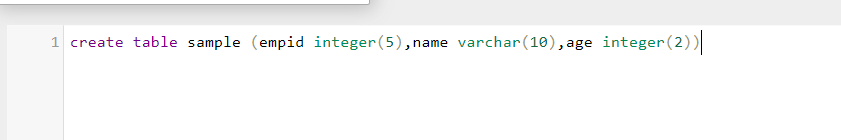 1 create table sample (empid integer(5),name varchar(10),age integer(2))